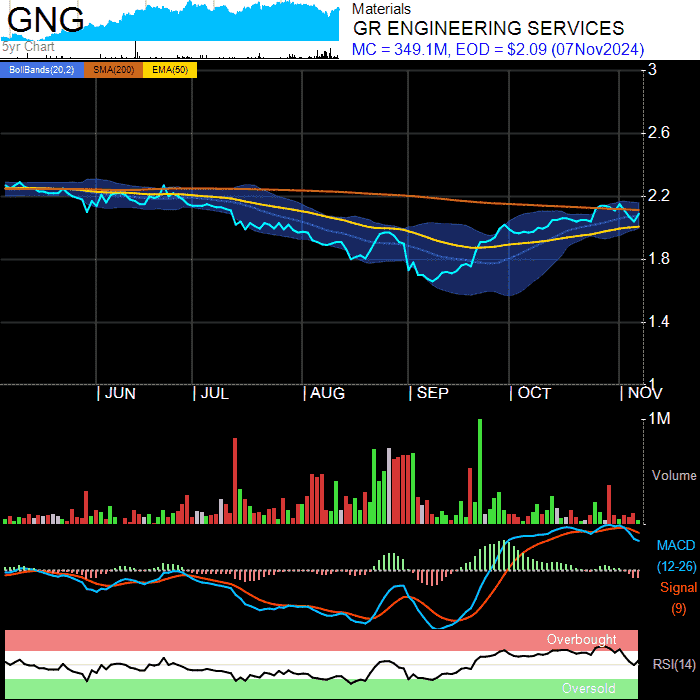 GNG
5yr Chart
Materials
GR ENGINEERING SERVICES
MC = 349.1M, EOD = $2.09 (07Nov2024)
BollBands(20,2) SMA(200) EMA(50)
3
2.6
2.2
1.8
1.4
1
JUN JUL AUG SEP OCT NOV
1M
Volume
MACD
(12-26)
Signal
(9)
Overbought
RSI(14)
Oversold